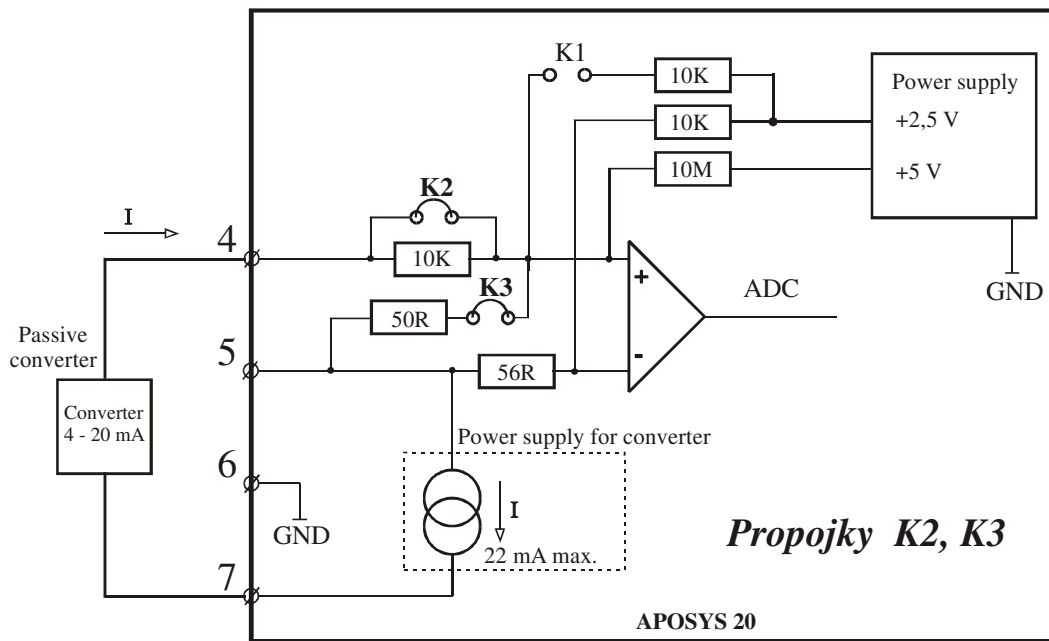 K1
10K
10K
10M
Power supply
+2,5 V
+5 V
GND
K2
I
4
10K
K3
50R
+
-
ADC
Passive
converter
5
56R
Converter
4 - 20 mA
Power supply for converter
6
GND
I
22 mA max.
7
Propojky K2, K3
APOSYS 20